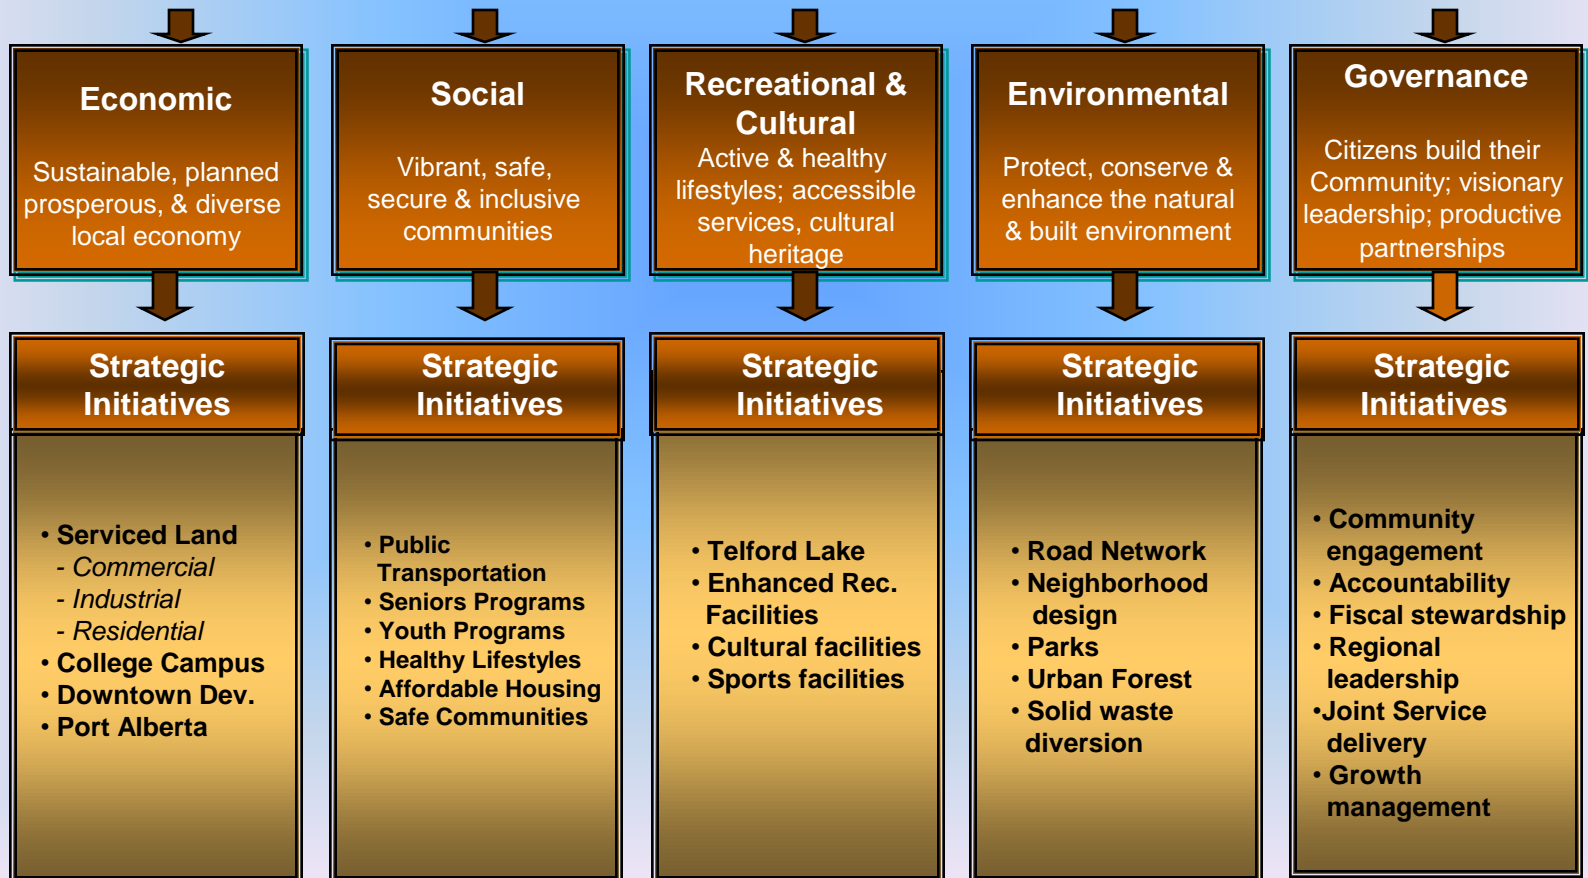 Economic
Sustainable, planned
prosperous, & diverse
local economy
Social
Vibrant, safe,
secure & inclusive
communities
Recreational &
Cultural
Active & healthy
lifestyles; accessible
services, cultural
heritage
Environmental
Protect, conserve &
enhance the natural
& built environment
Governance
Citizens build their
Community; visionary
leadership; productive
partnerships
Strategic
Initiatives
• Serviced Land
- Commercial
- Industrial
- Residential
• College Campus
• Downtown Dev.
• Port Alberta
Strategic
Initiatives
• Public
Transportation
• Seniors Programs
• Youth Programs
• Healthy Lifestyles
• Affordable Housing
• Safe Communities
Strategic
Initiatives
• Telford Lake
• Enhanced Rec.
Facilities
• Cultural facilities
• Sports facilities
Strategic
Initiatives
• Road Network
• Neighborhood
design
• Parks
• Urban Forest
• Solid waste
diversion
Strategic
Initiatives
• Community
engagement
• Accountability
• Fiscal stewardship
• Regional
leadership
•Joint Service
delivery
• Growth
management